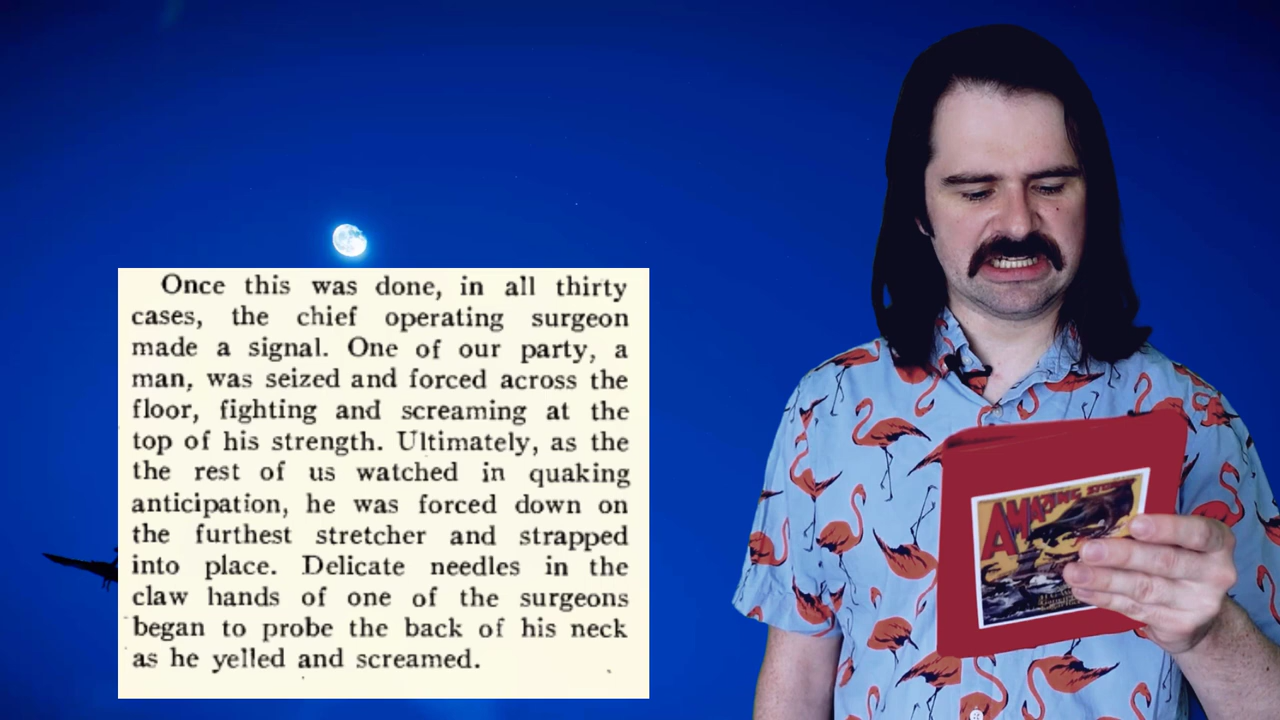 Once this was done, in all thirty
cases, the chief operating surgeon
made a signal. One of our party, a
man, was seized and forced across the
floor, fighting and screaming at the
top of his strength. Ultimately, as the
the rest of us watched in quaking
anticipation, he was forced down on
the furthest stretcher and strapped
into place. Delicate needles in the
claw hands of one of the surgeons
began to probe the back of his neck
as he yelled and screamed.
AMAZING STORIES